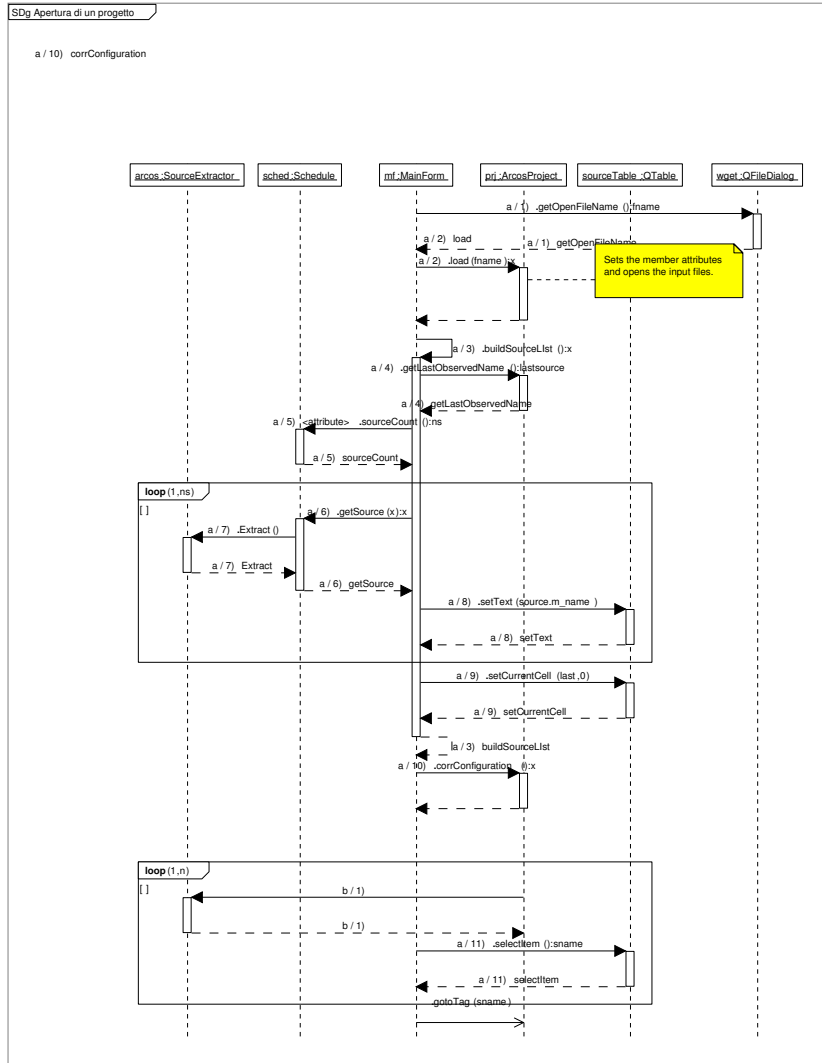 SDg Apertura di un progetto
a / 10) corrConfiguration
arcos :SourceExtractor
sched :Schedule
mf :MainForm
prj :ArcosProject
sourceTable :QTable
wget :QFileDialog
a / 1) .getOpenFileName ():fname
a / 2) load
a / 1) getOpenFileName
a / 2) .load (fname ):x
Sets the member attributes
and opens the input files.
a / 3) .buildSourceLIst ():x
a / 4) .getLastObservedName ():lastsource
a / 4) getLastObservedName
a / 5) <attribute> .sourceCount ():ns
a / 5) sourceCount
loop (1,ns)
[ ]
a / 6) .getSource (x):x
a / 7) .Extract ()
a / 7) Extract
a / 6) getSource
a / 8) .setText (source.m_name )
a / 8) setText
a / 9) .setCurrentCell (last ,0)
a / 9) setCurrentCell
a / 3) buildSourceLIst
a / 10) .corrConfiguration ():x
loop (1,n)
[ ]
b / 1)
b / 1)
a / 11) .selectItem ():sname
a / 11) selectItem
.gotoTag (sname )